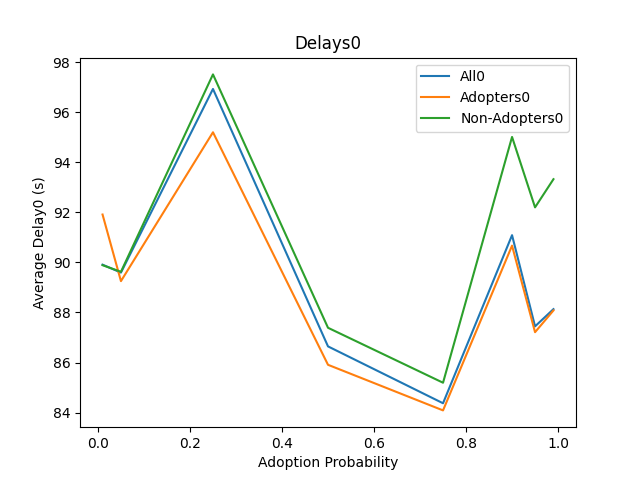 Delays0
98
96
94
92
90
88
86
84
Average Delay0 (s)
All0
Adopters0
Non-Adopters0
0.0 0.2 0.4 0.6 0.8 1.0
Adoption Probability